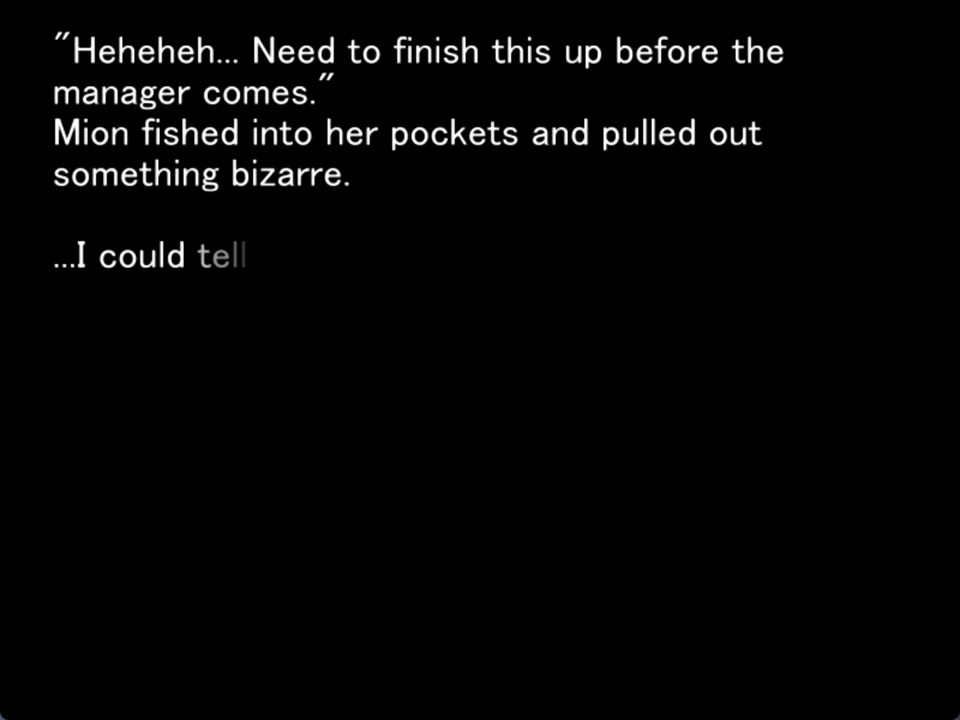 "Heheheh... Need to finish this up before the
manager comes."
Mion fished into her pockets and pulled out
something bizarre.
...I could tell